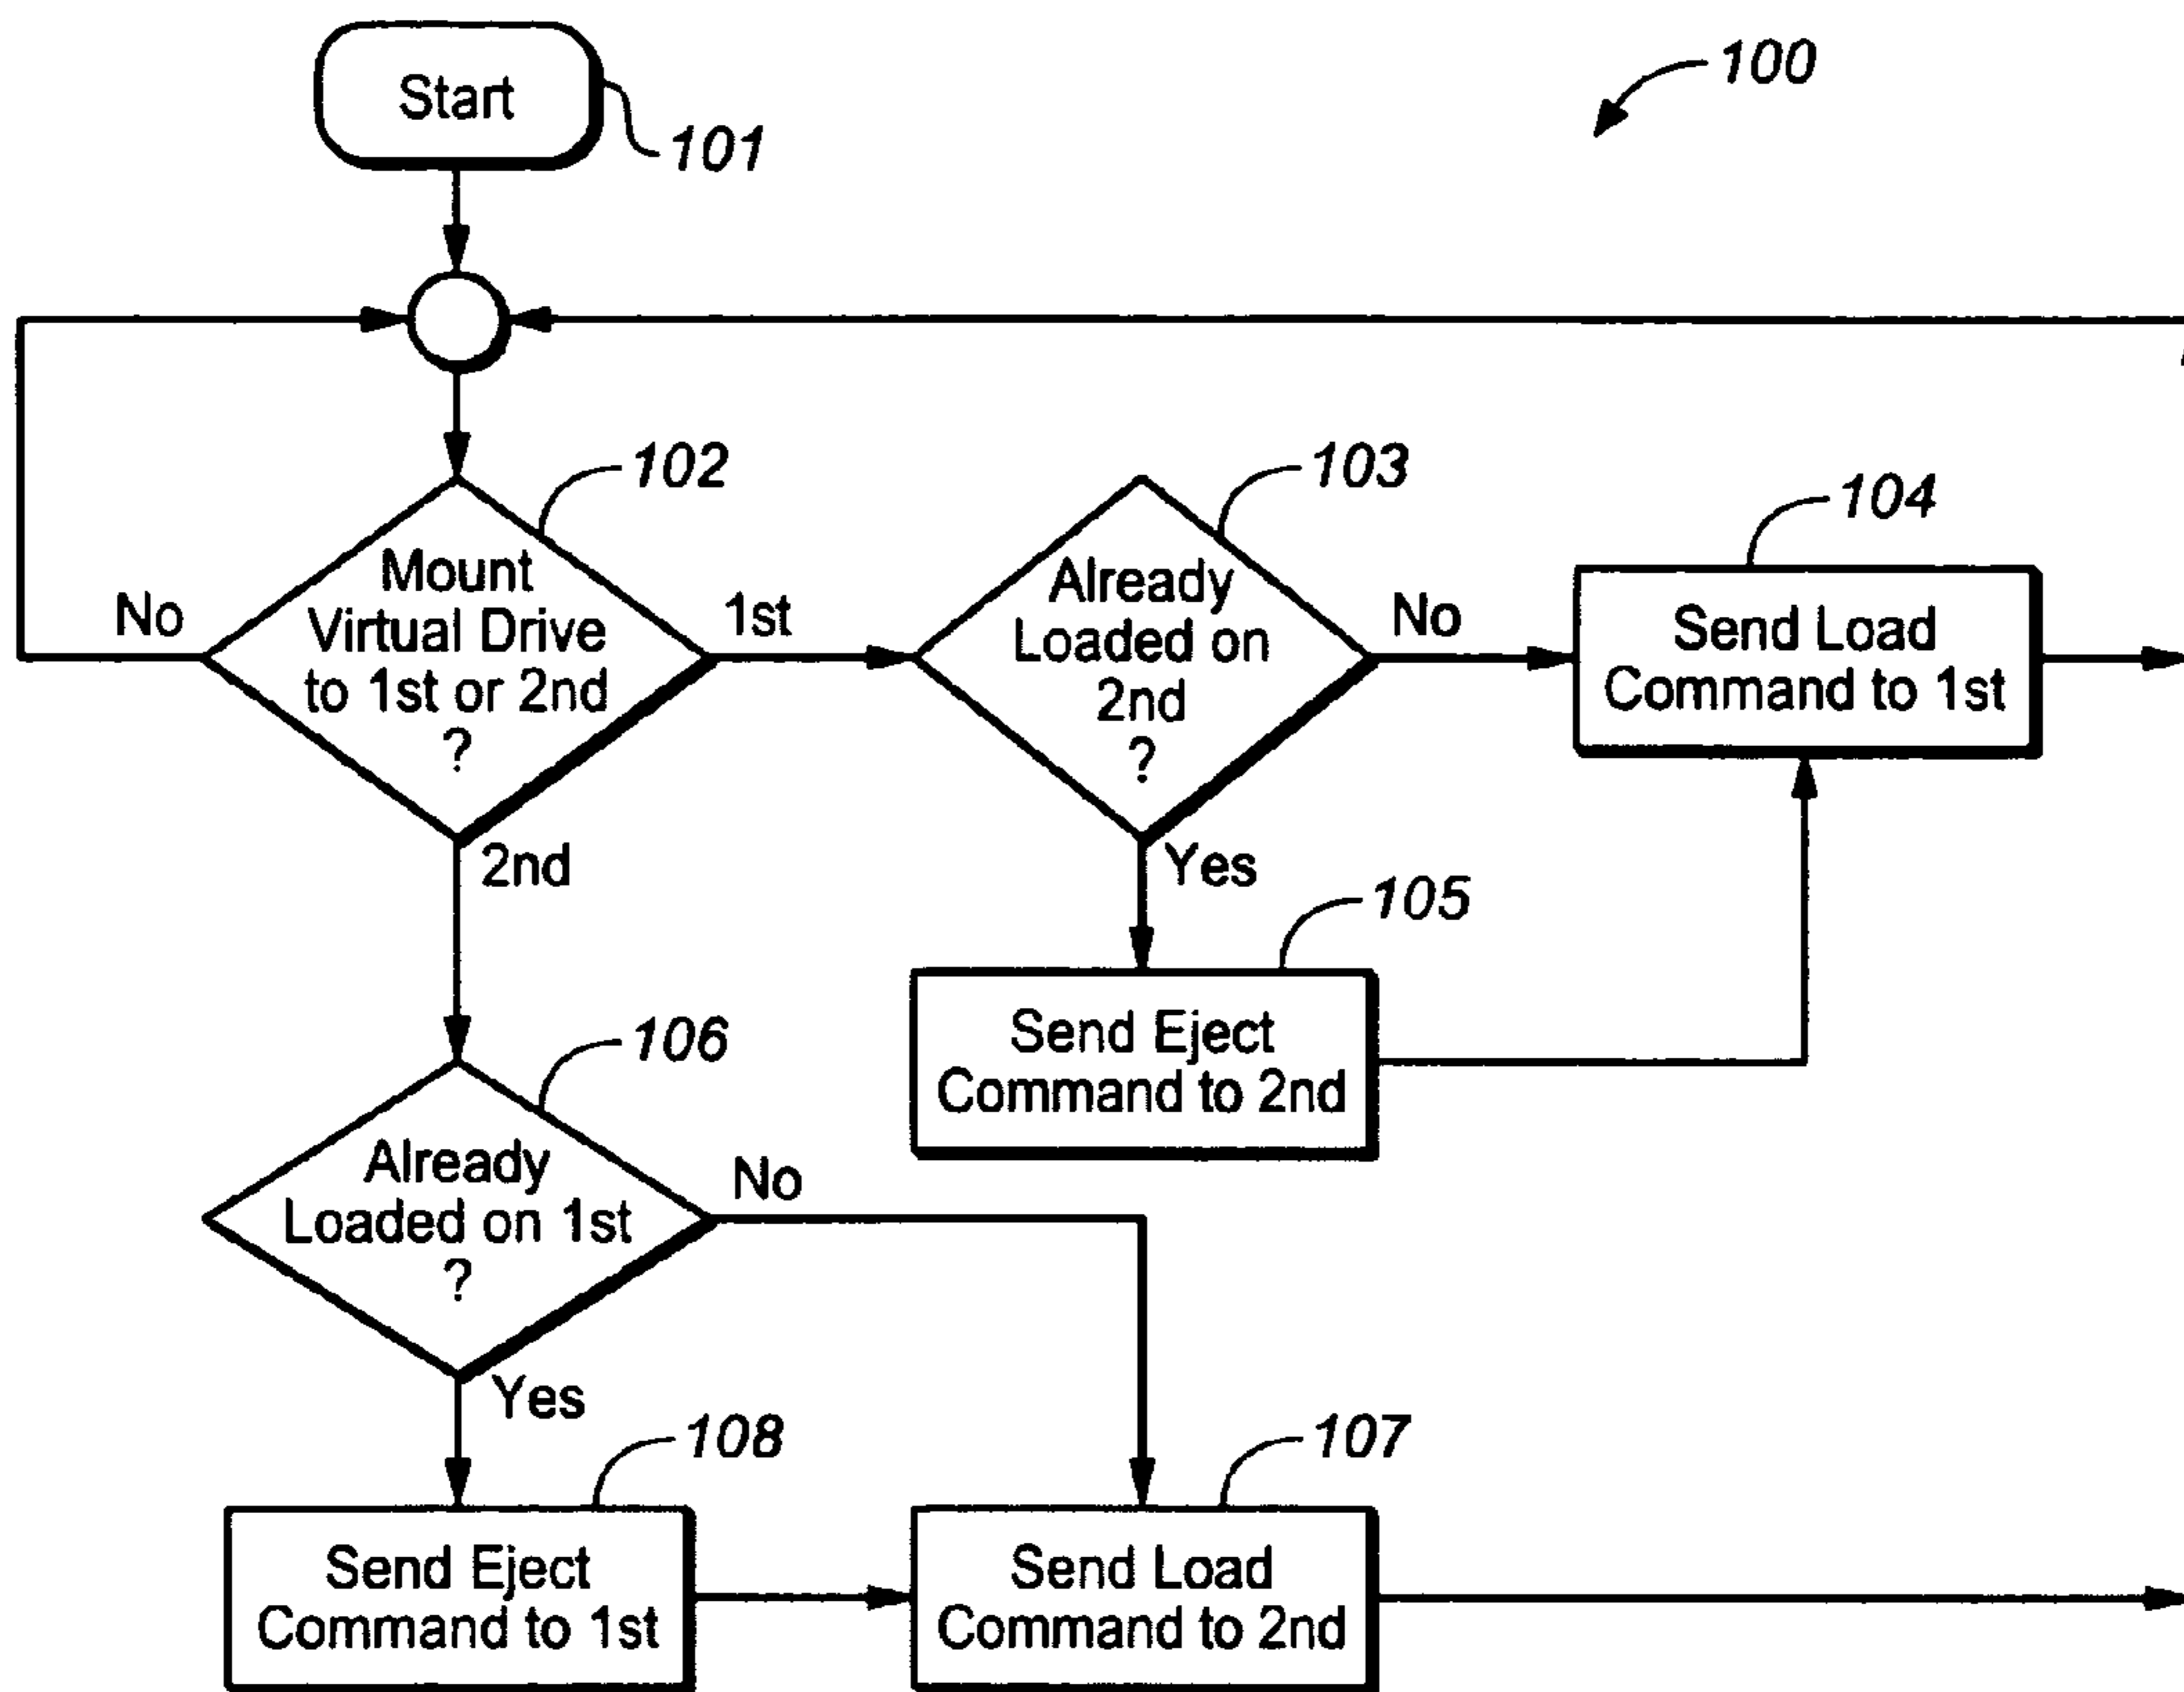 Start
101
100
102
Mount
Virtual Drive
to 1st or 2nd
?
No
1st
2nd
103
Already
Loaded on
2nd
?
No
Yes
104
Send Load
Command to 1st
105
Send Eject
Command to 2nd
106
Already
Loaded on 1st
?
No
Yes
108
Send Eject
Command to 1st
107
Send Load
Command to 2nd